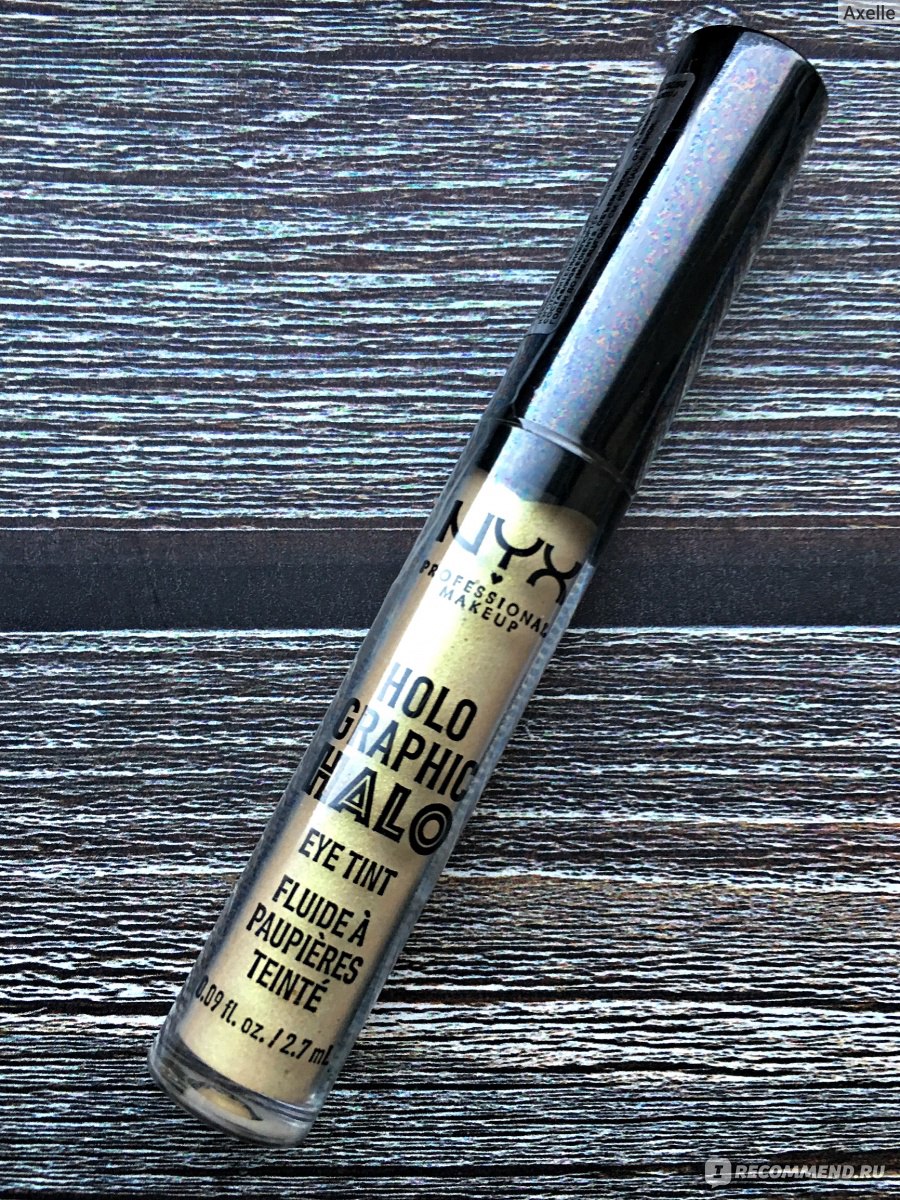 Axelle
NYX
PROFESSIONAL
MAKEUP
HOLO
GRAPHIC
HALO
EYE TINT
FLUIDE À
PAUPIÈRES
TEINTÉ
0.09 fl. oz. / 2.7 mL
IRECOMMEND.RU